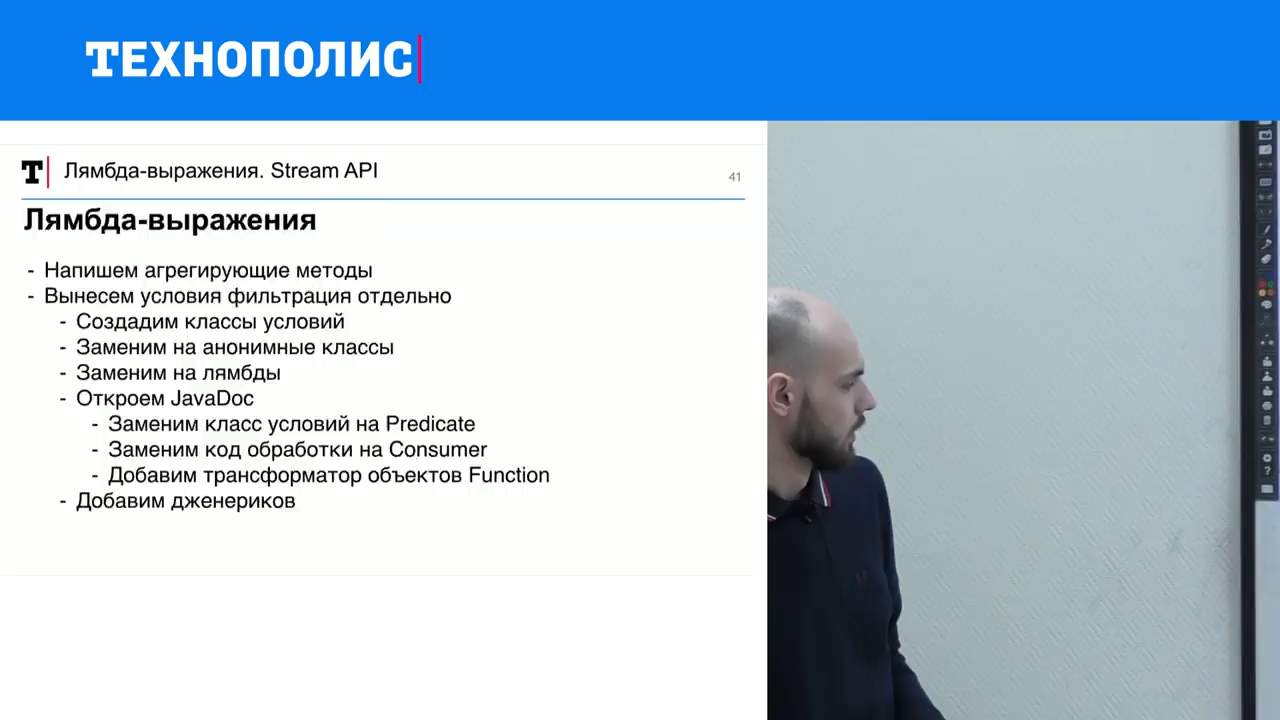 ТЕХНОПОЛИС
T Лямбда-выражения. Stream API
41
Лямбда-выражения
- Напишем агрегирующие методы
- Вынесем условия фильтрация отдельно
- Создадим классы условий
- Заменим на анонимные классы
- Заменим на лямбды
- Откроем JavaDoc
- Заменим класс условий на Predicate
- Заменим код обработки на Consumer
- Добавим трансформатор объектов Function
- Добавим дженериков